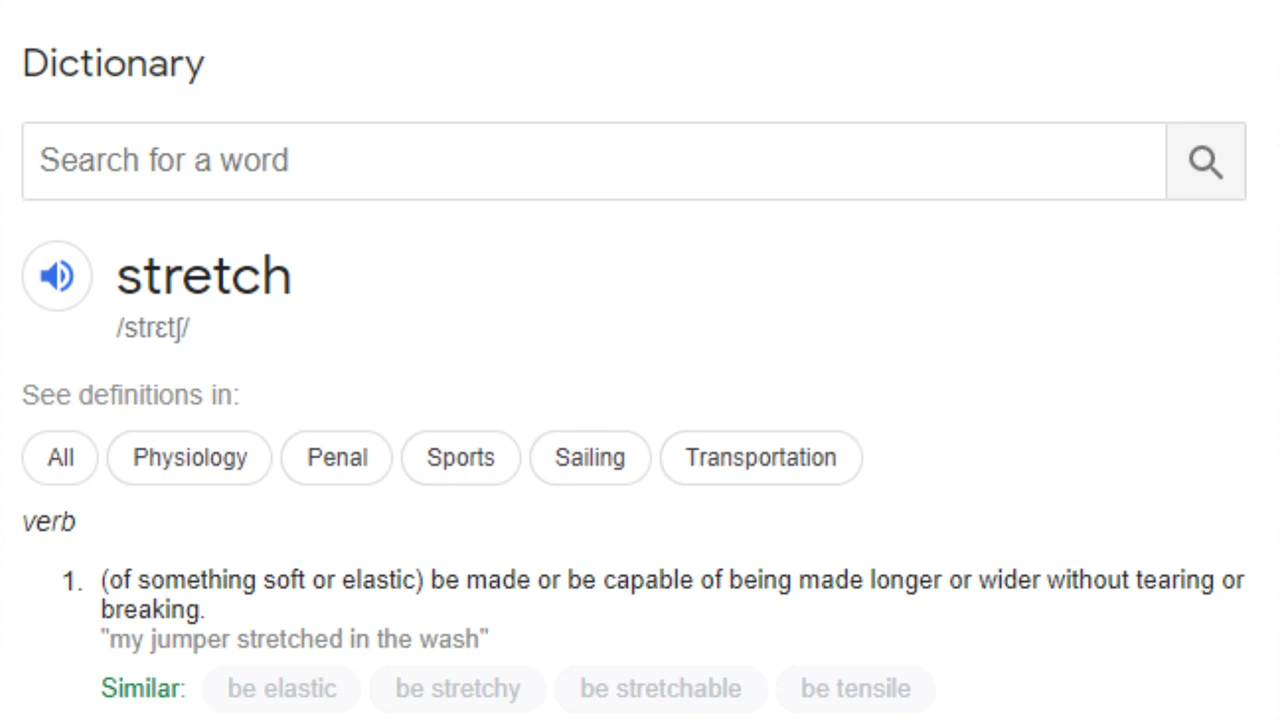 Dictionary
Search for a word
stretch
/strɛtʃ/
See definitions in:
All Physiology Penal Sports Sailing Transportation
verb
1. (of something soft or elastic) be made or be capable of being made longer or wider without tearing or
breaking.
"my jumper stretched in the wash"
Similar: be elastic be stretchy be stretchable be tensile